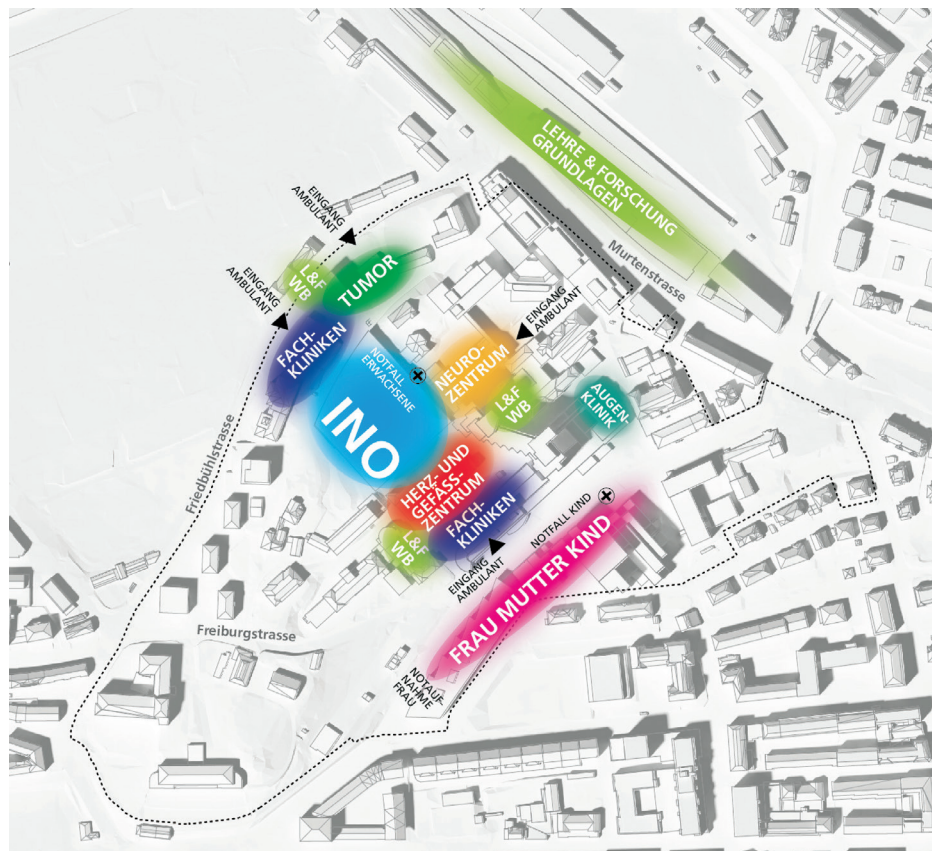 LEHRE & FORSCHUNG
GRUNDLAGEN
Murtenstrasse
EINGANG
AMBULANT
EINGANG
AMBULANT
L&F
WB
TUMOR
FACH-
KLINIKEN
NOTFALL
ERWACHSENE
INO
EINGANG
AMBULANT
NEURO-
ZENTRUM
L&F
WB
AUGEN-
KLINIK
Friedbühlstrasse
HERZ- UND
GEFÄSS-
ZENTRUM
FACH-
KLINIKEN
L&F
WB
EINGANG
AMBULANT
NOTFALL KIND
FRAU MUTTER KIND
Freiburgstrasse
NOTAUF-
NAHME
FRAU